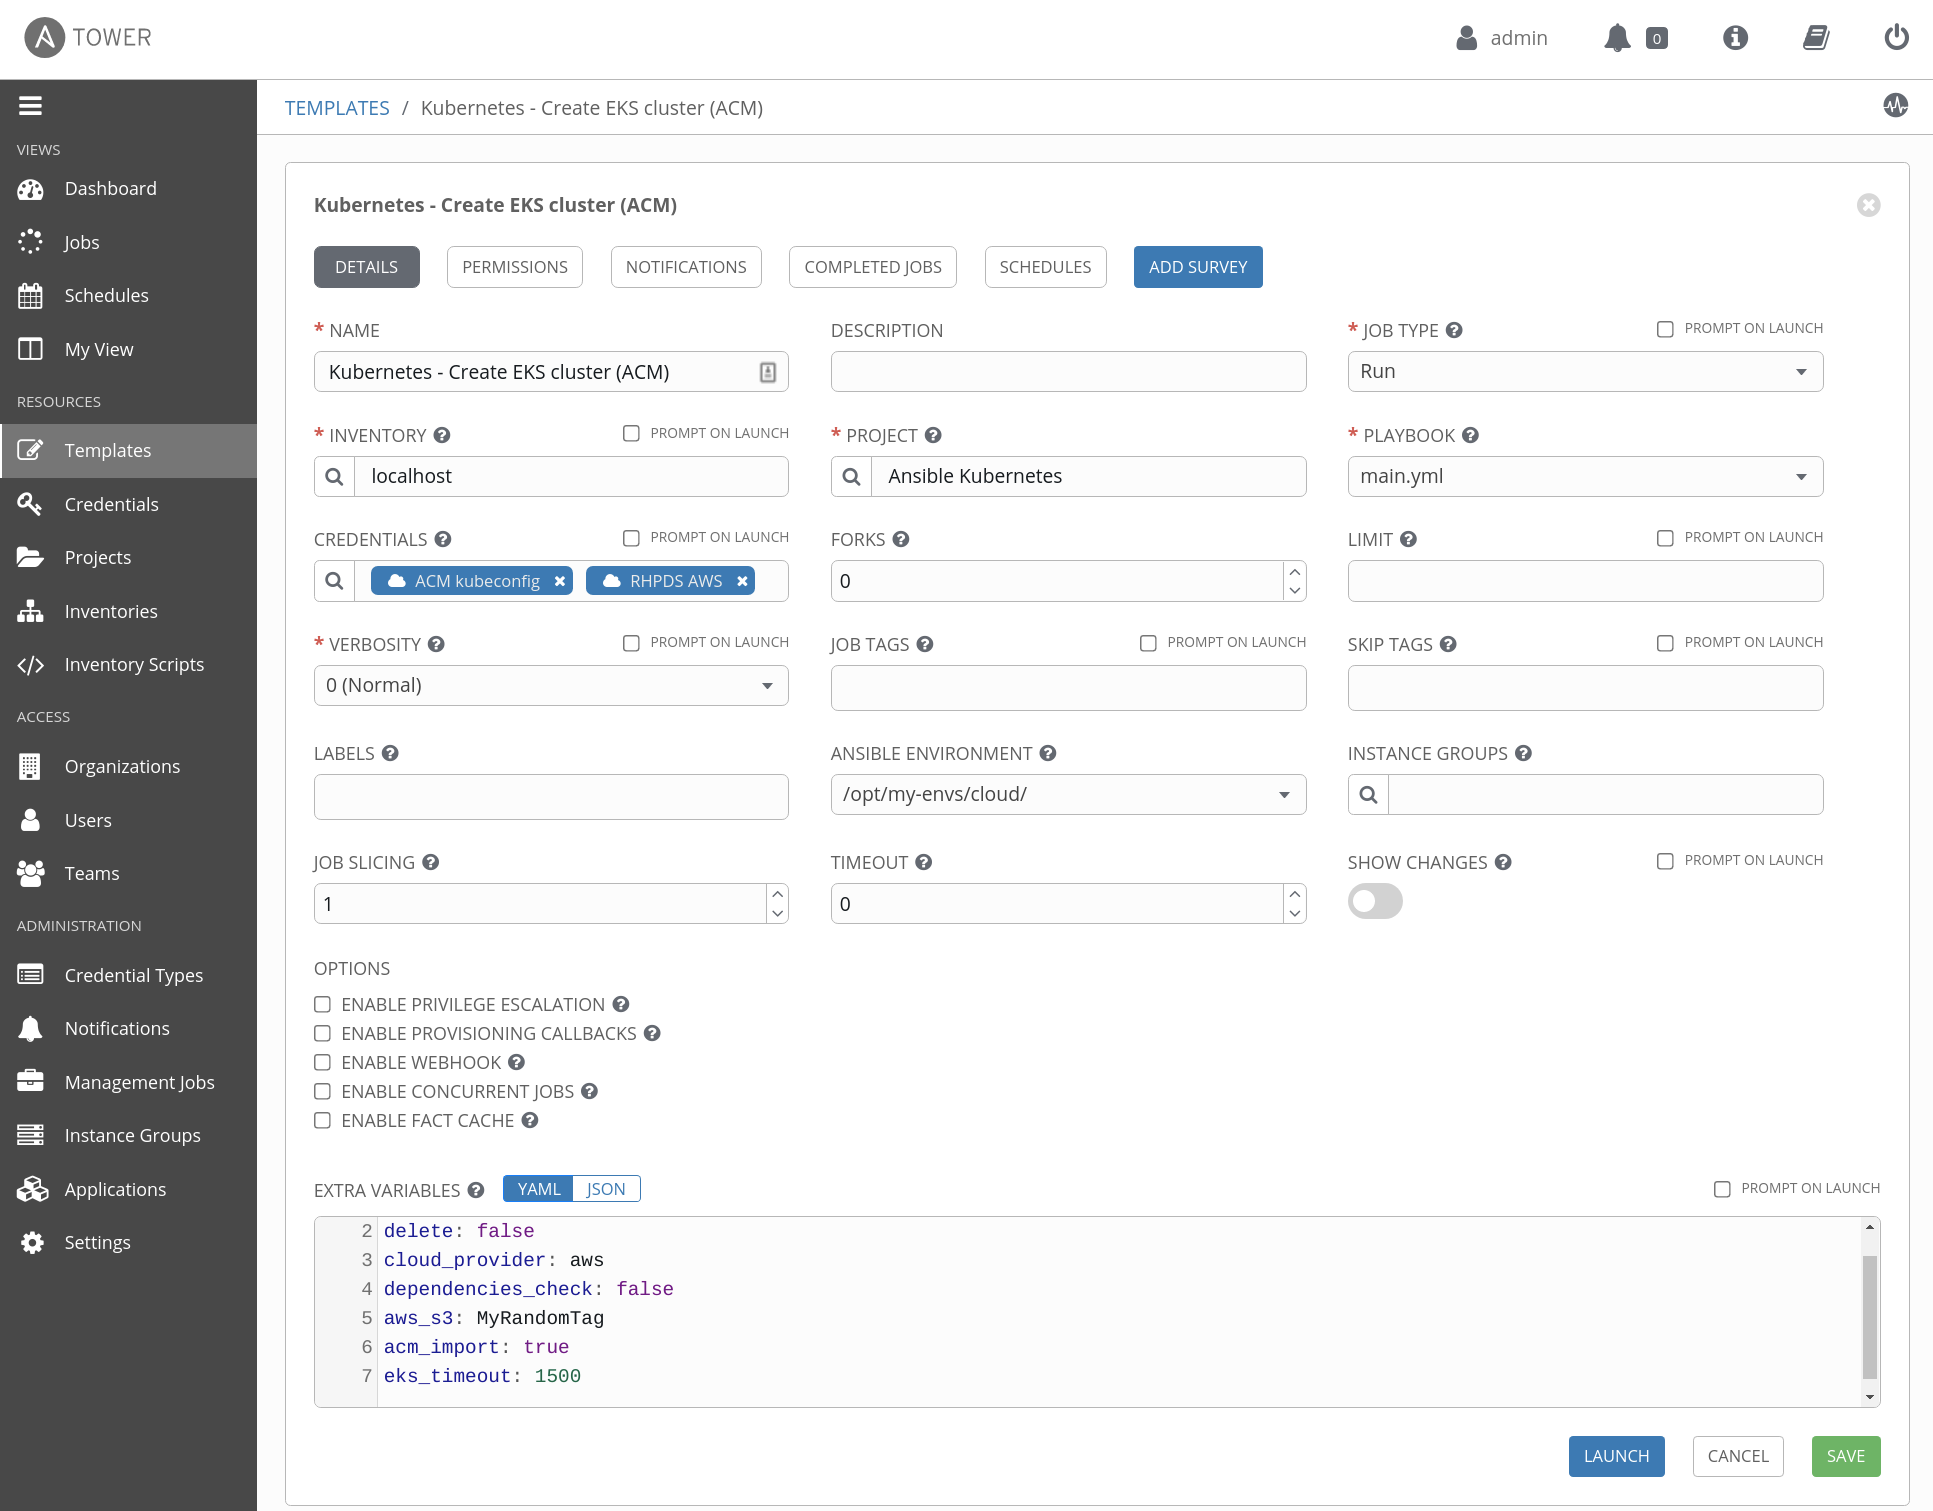 TOWER
admin
0
VIEWS
Dashboard
Jobs
Schedules
My View
RESOURCES
Templates
Credentials
Projects
Inventories
Inventory Scripts
ACCESS
Organizations
Users
Teams
ADMINISTRATION
Credential Types
Notifications
Management Jobs
Instance Groups
Applications
Settings
TEMPLATES / Kubernetes - Create EKS cluster (ACM)
Kubernetes - Create EKS cluster (ACM)
DETAILS PERMISSIONS NOTIFICATIONS COMPLETED JOBS SCHEDULES ADD SURVEY
* NAME
Kubernetes - Create EKS cluster (ACM)
DESCRIPTION
* JOB TYPE PROMPT ON LAUNCH
Run
* INVENTORY PROMPT ON LAUNCH
localhost
* PROJECT
Ansible Kubernetes
* PLAYBOOK
main.yml
CREDENTIALS PROMPT ON LAUNCH
ACM kubeconfig RHPDS AWS
FORKS
0
LIMIT PROMPT ON LAUNCH
* VERBOSITY PROMPT ON LAUNCH
0 (Normal)
JOB TAGS PROMPT ON LAUNCH
SKIP TAGS PROMPT ON LAUNCH
LABELS
ANSIBLE ENVIRONMENT
/opt/my-envs/cloud/
INSTANCE GROUPS
JOB SLICING
1
TIMEOUT
0
SHOW CHANGES PROMPT ON LAUNCH
OPTIONS
ENABLE PRIVILEGE ESCALATION
ENABLE PROVISIONING CALLBACKS
ENABLE WEBHOOK
ENABLE CONCURRENT JOBS
ENABLE FACT CACHE
EXTRA VARIABLES YAML JSON PROMPT ON LAUNCH
2 delete: false
3 cloud_provider: aws
4 dependencies_check: false
5 aws_s3: MyRandomTag
6 acm_import: true
7 eks_timeout: 1500
LAUNCH CANCEL SAVE